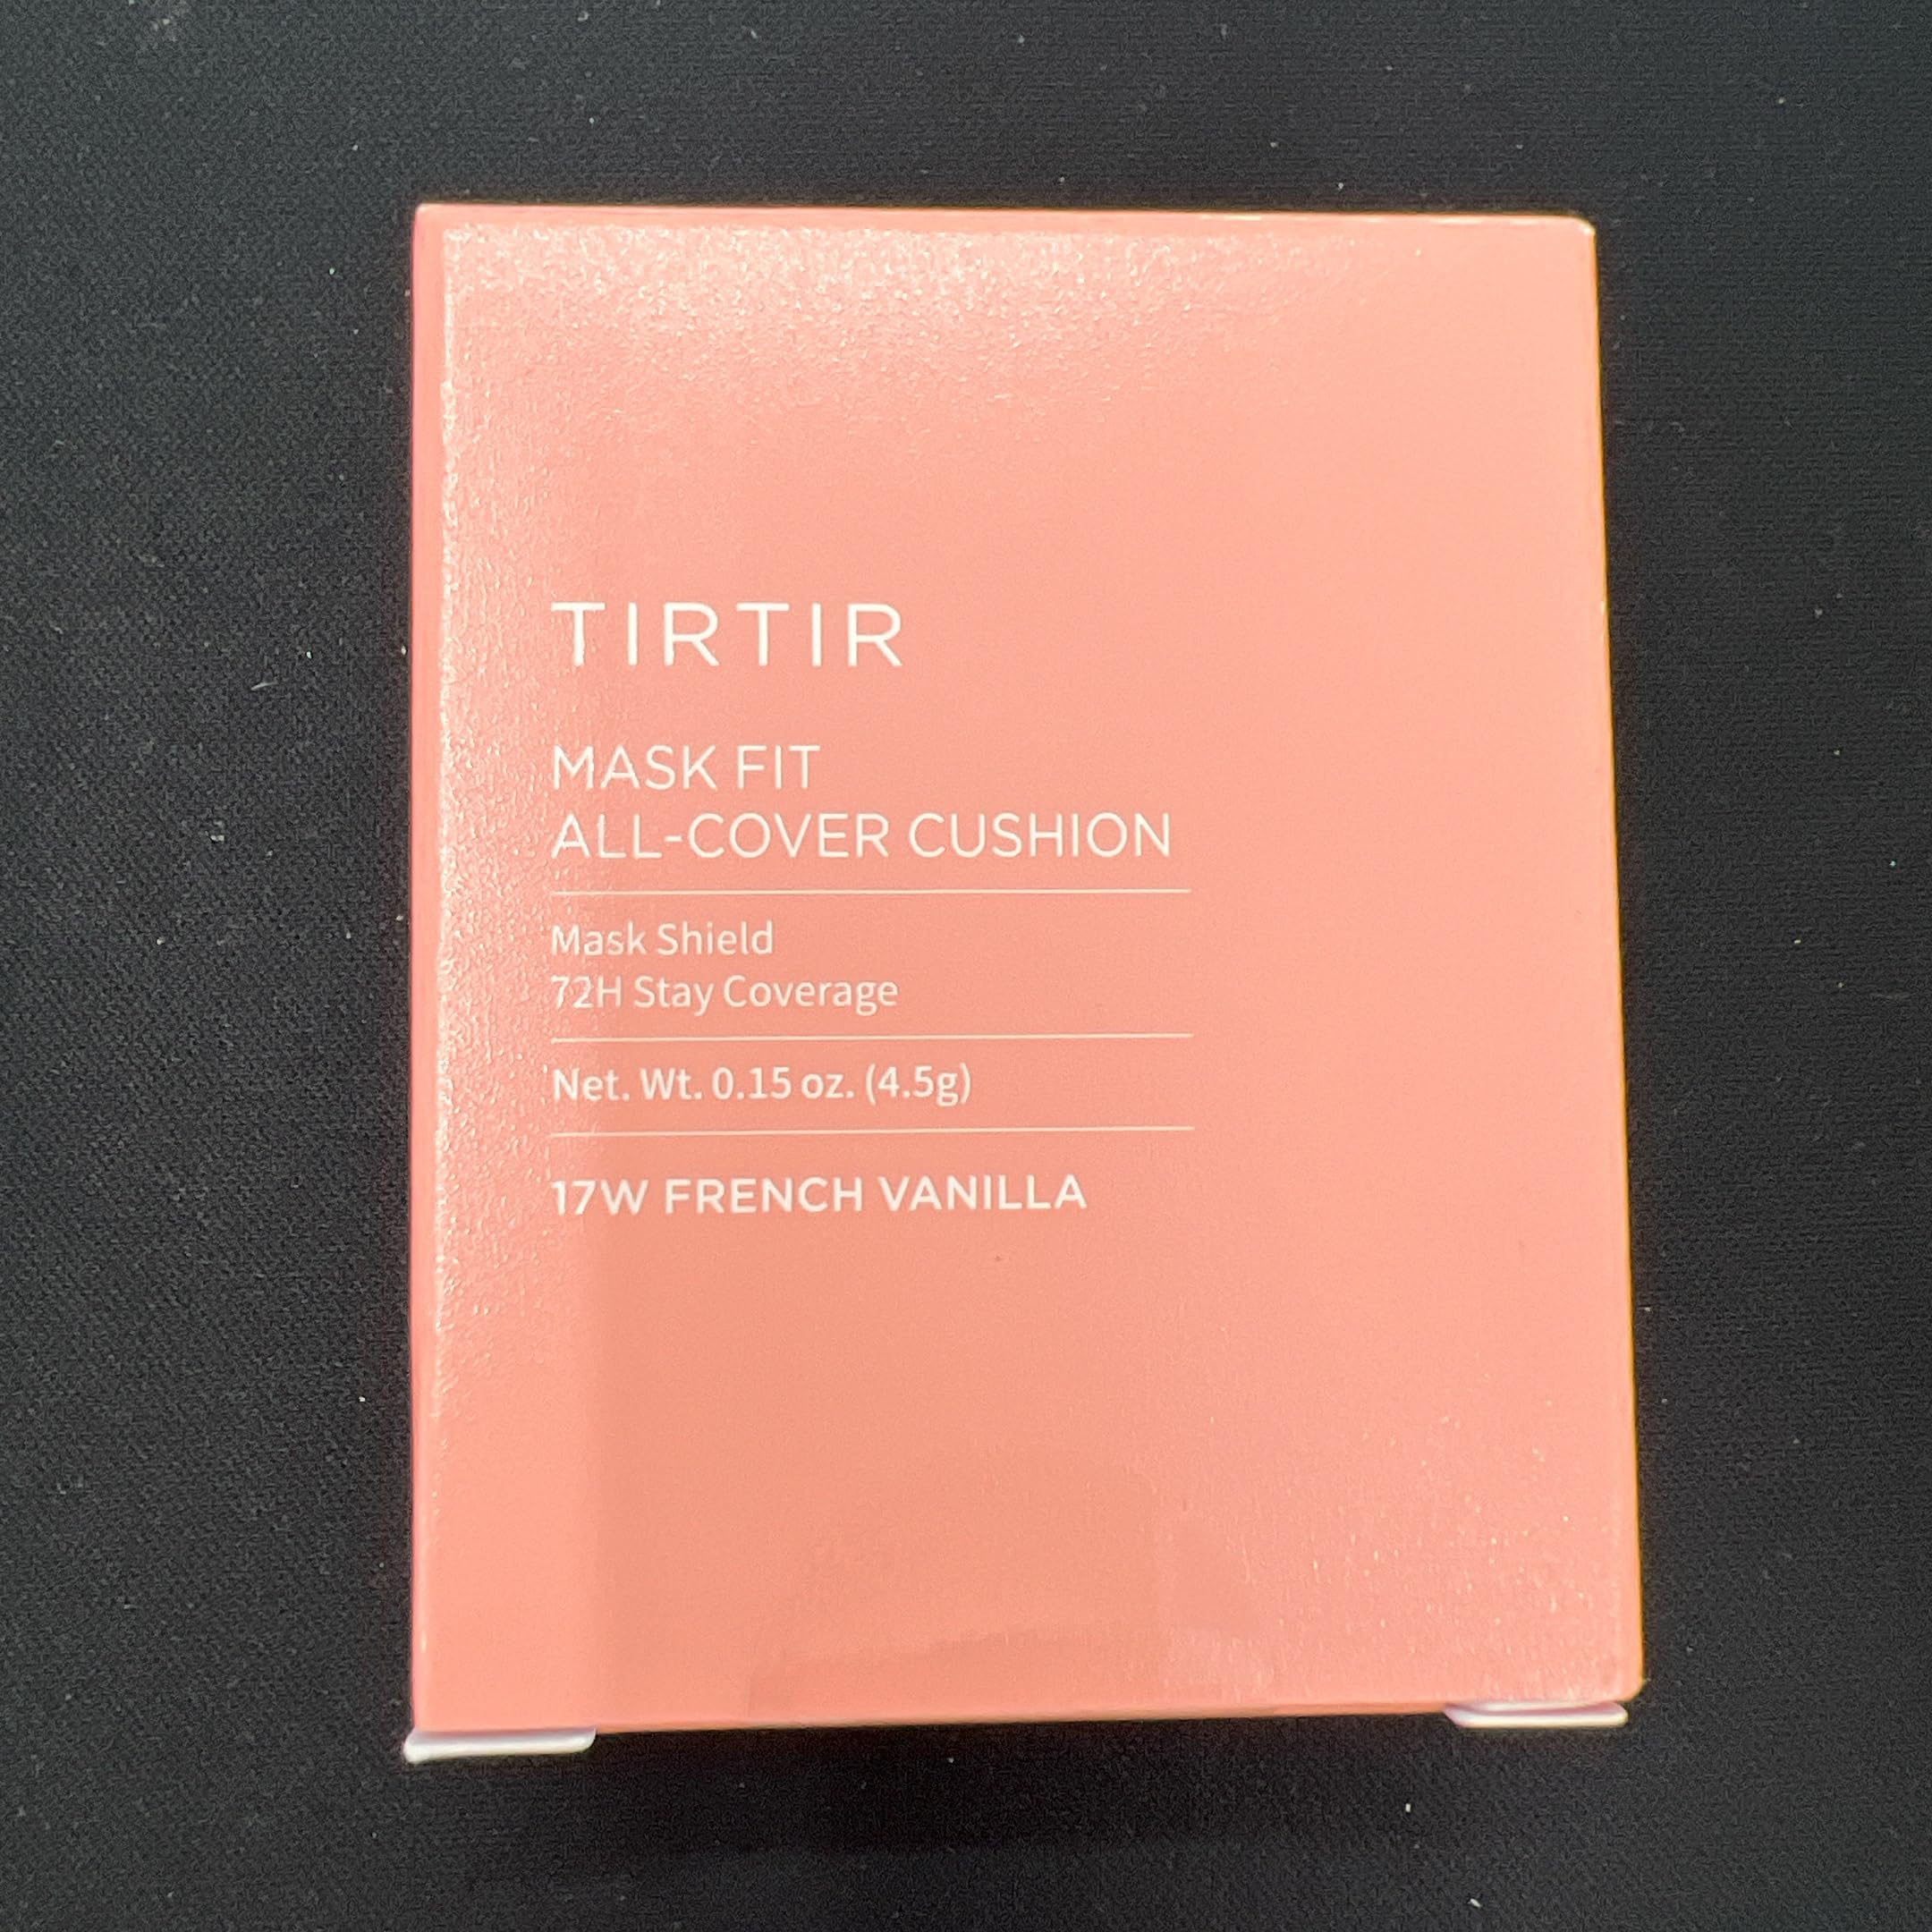 TIRTIR
MASK FIT
ALL-COVER CUSHION
Mask Shield
72H Stay Coverage
Net. Wt. 0.15 oz. (4.5g)
17W FRENCH VANILLA